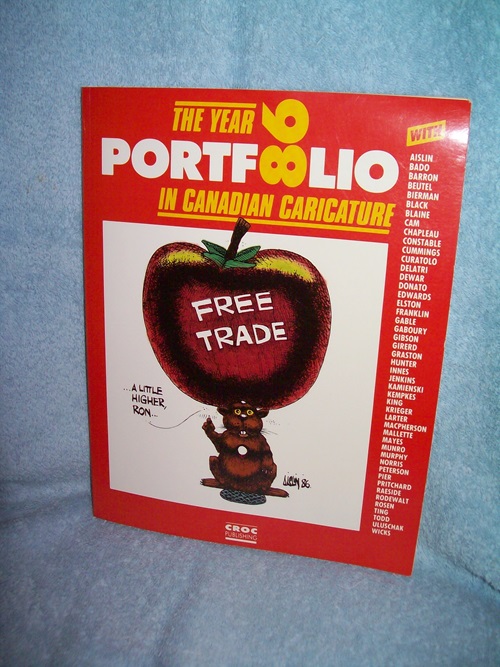 THE YEAR 86
PORTFOLIO
IN CANADIAN CARICATURE
WITH
AISLIN
BADO
BARRON
BEUTEL
BIERMAN
BLACK
BLAINE
CAM
CHAPLEAU
CONSTABLE
CUMMINGS
CURATOLO
DELATRI
DEWAR
DONATO
EDWARDS
ELSTON
FRANKLIN
GABLE
GABOURY
GIBSON
GIRERD
GRASTON
HUNTER
INNES
JENKINS
KAMIENSKI
KEMPKES
KING
KRIEGER
LARTER
MACPHERSON
MALLETTE
MAYES
MUNRO
MURPHY
NORRIS
PETERSON
PIER
PRITCHARD
RAESIDE
RODEWALT
ROSEN
TING
TODD
ULUSCHAK
WICKS
FREE
TRADE
...A LITTLE
HIGHER,
RON...
'86
CROC
PUBLISHING